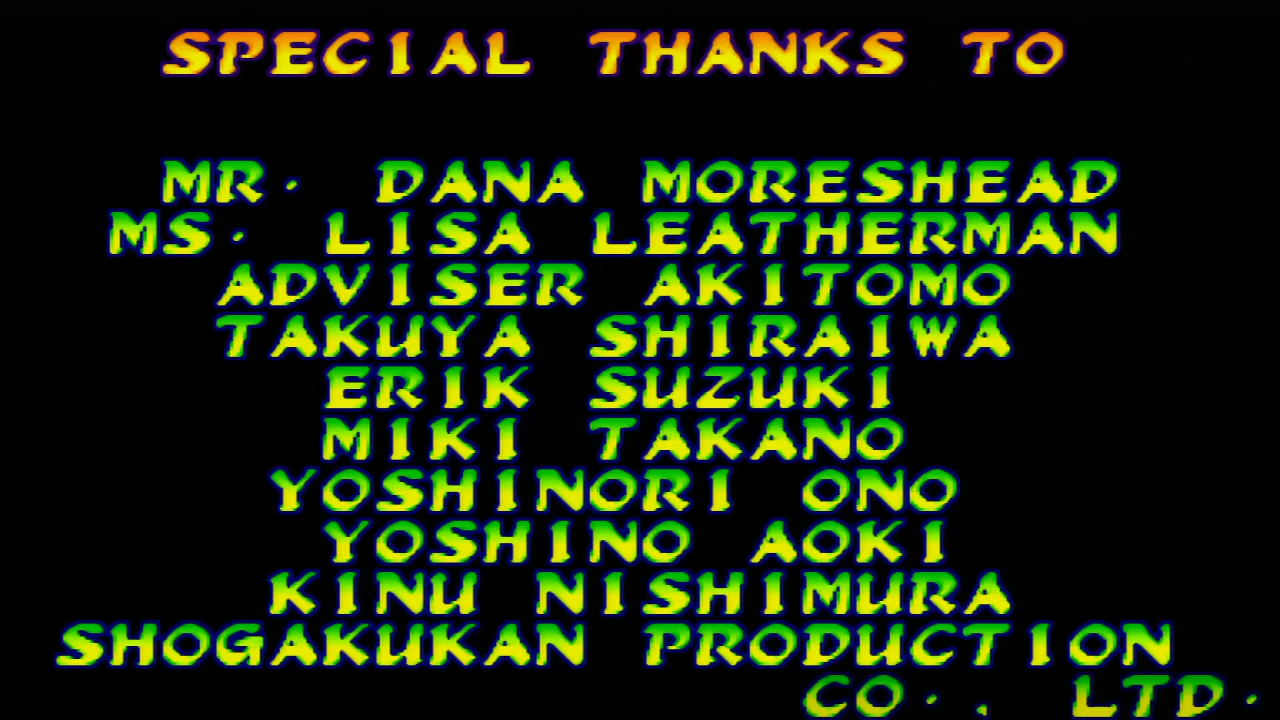 SPECIAL THANKS TO
MR. DANA MORESHEAD
MS. LISA LEATHERMAN
ADVISER AKITOMO
TAKUYA SHIRAIWA
ERIK SUZUKI
MIKI TAKANO
YOSHINORI ONO
YOSHINO AOKI
KINU NISHIMURA
SHOGAKUKAN PRODUCTION
CO., LTD.